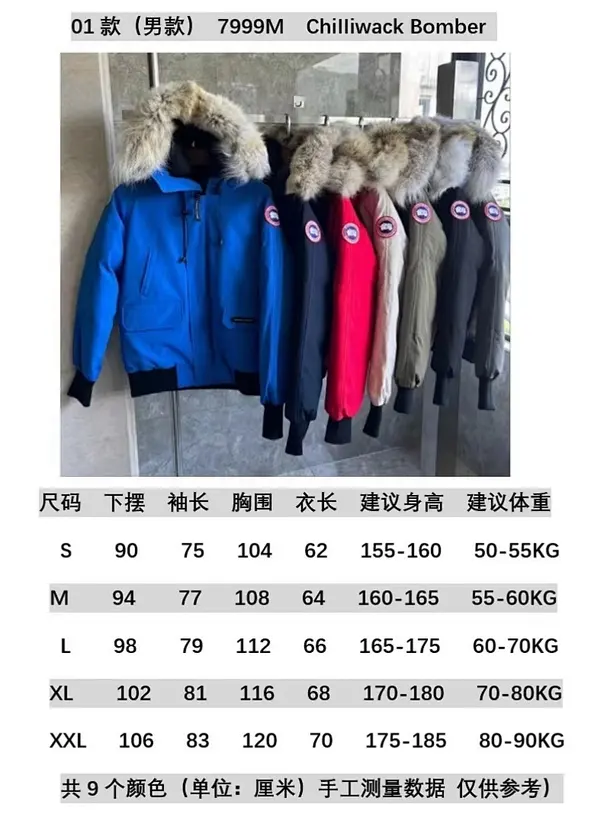 01 款（男款） 7999M Chilliwack Bomber
尺码 下摆 袖长 胸围 衣长 建议身高 建议体重
S 90 75 104 62 155-160 50-55KG
M 94 77 108 64 160-165 55-60KG
L 98 79 112 66 165-175 60-70KG
XL 102 81 116 68 170-180 70-80KG
XXL 106 83 120 70 175-185 80-90KG
共 9 个颜色（单位：厘米）手工测量数据 仅供参考）